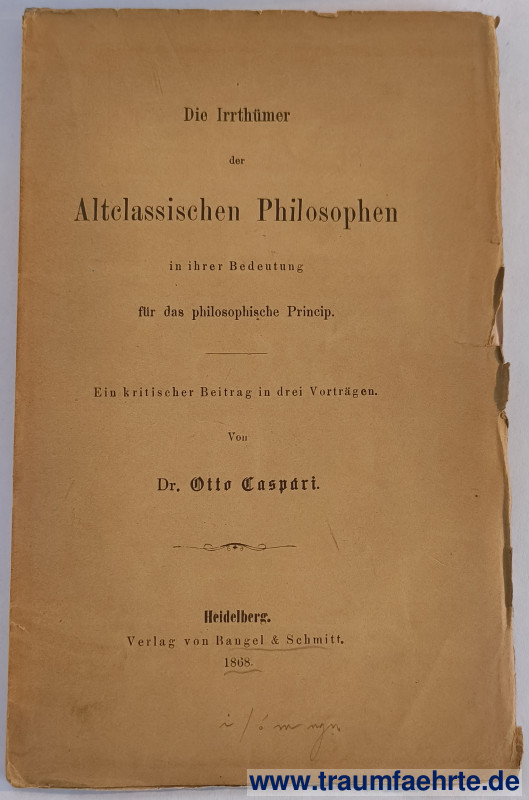 Die Irrthümer
der
Altclassischen Philosophen
in ihrer Bedeutung
für das philosophische Princip.
Ein kritischer Beitrag in drei Vorträgen.
Von
Dr. Otto Caspári.
Heidelberg.
Verlag von Bangel & Schmitt.
1868.
www.traumfaehrte.de